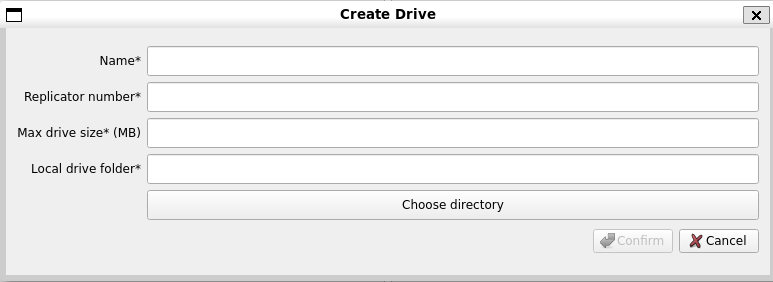 Create Drive
Name*
Replicator number*
Max drive size* (MB)
Local drive folder*
Choose directory
Confirm
Cancel